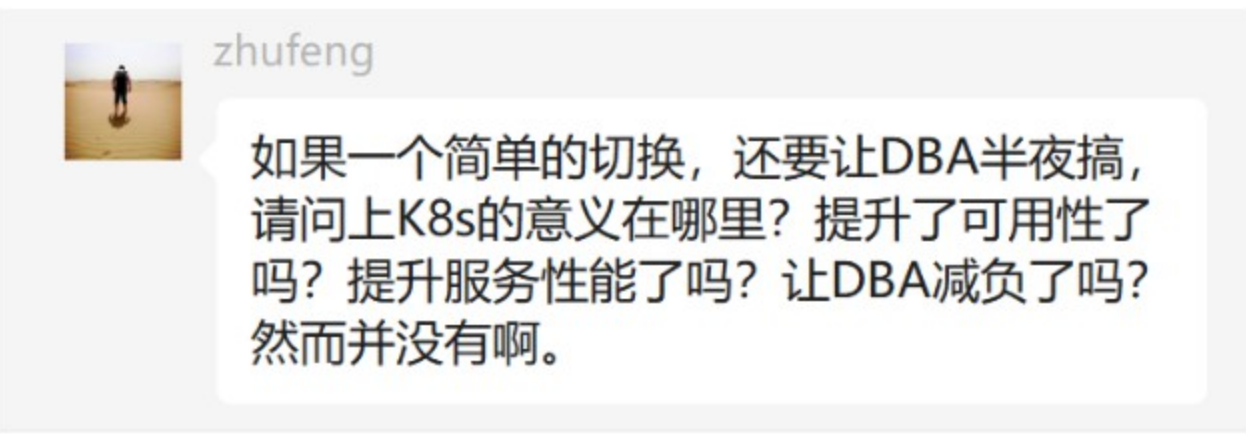 zhufeng
如果一个简单的切换，还要让DBA半夜搞，
请问上K8s的意义在哪里？提升了可用性了
吗？提升服务性能了吗？让DBA减负了吗？
然而并没有啊。